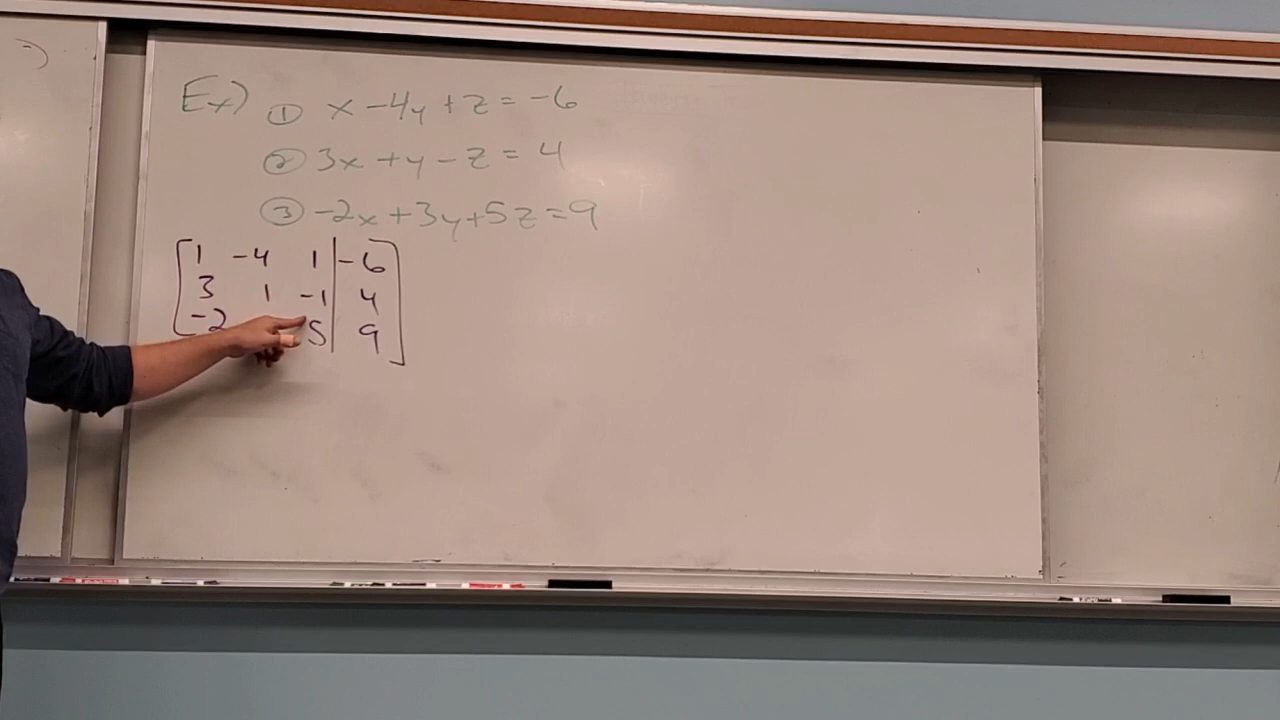 Ex) ① x - 4y + z = -6
② 3x + y - z = 4
③ -2x + 3y + 5z = 9
1 -4 1 | -6
3 1 -1 | 4
-2 5 | 9